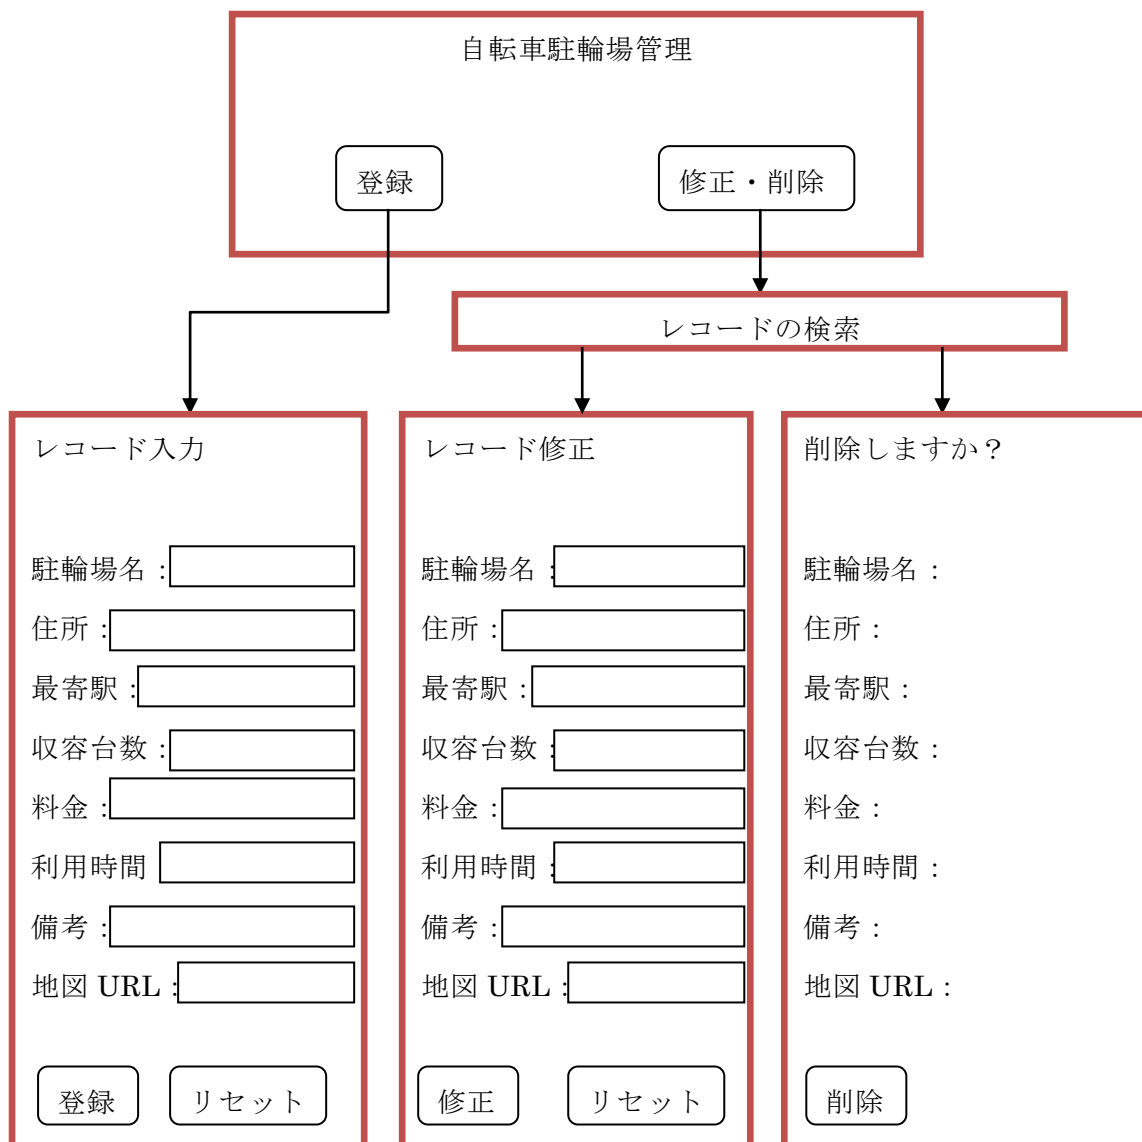 自転車駐輪場管理
登録
修正・削除
レコードの検索
レコード入力
駐輪場名：
住所：
最寄駅：
収容台数：
料金：
利用時間
備考：
地図 URL：
登録
リセット
レコード修正
駐輪場名：
住所：
最寄駅：
収容台数：
料金：
利用時間：
備考：
地図 URL：
修正
リセット
削除しますか？
駐輪場名：
住所：
最寄駅：
収容台数：
料金：
利用時間：
備考：
地図 URL：
削除